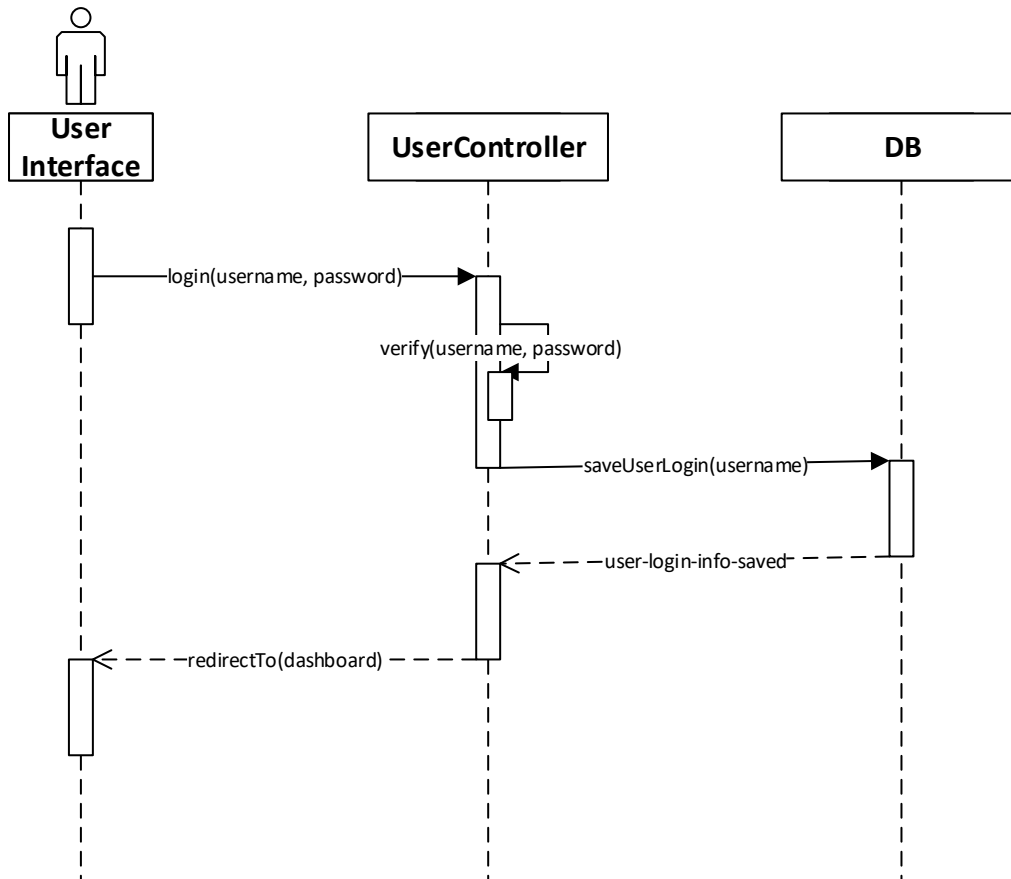 User
Interface
UserController
DB
login(username, password)
verify(username, password)
saveUserLogin(username)
user-login-info-saved
redirectTo(dashboard)